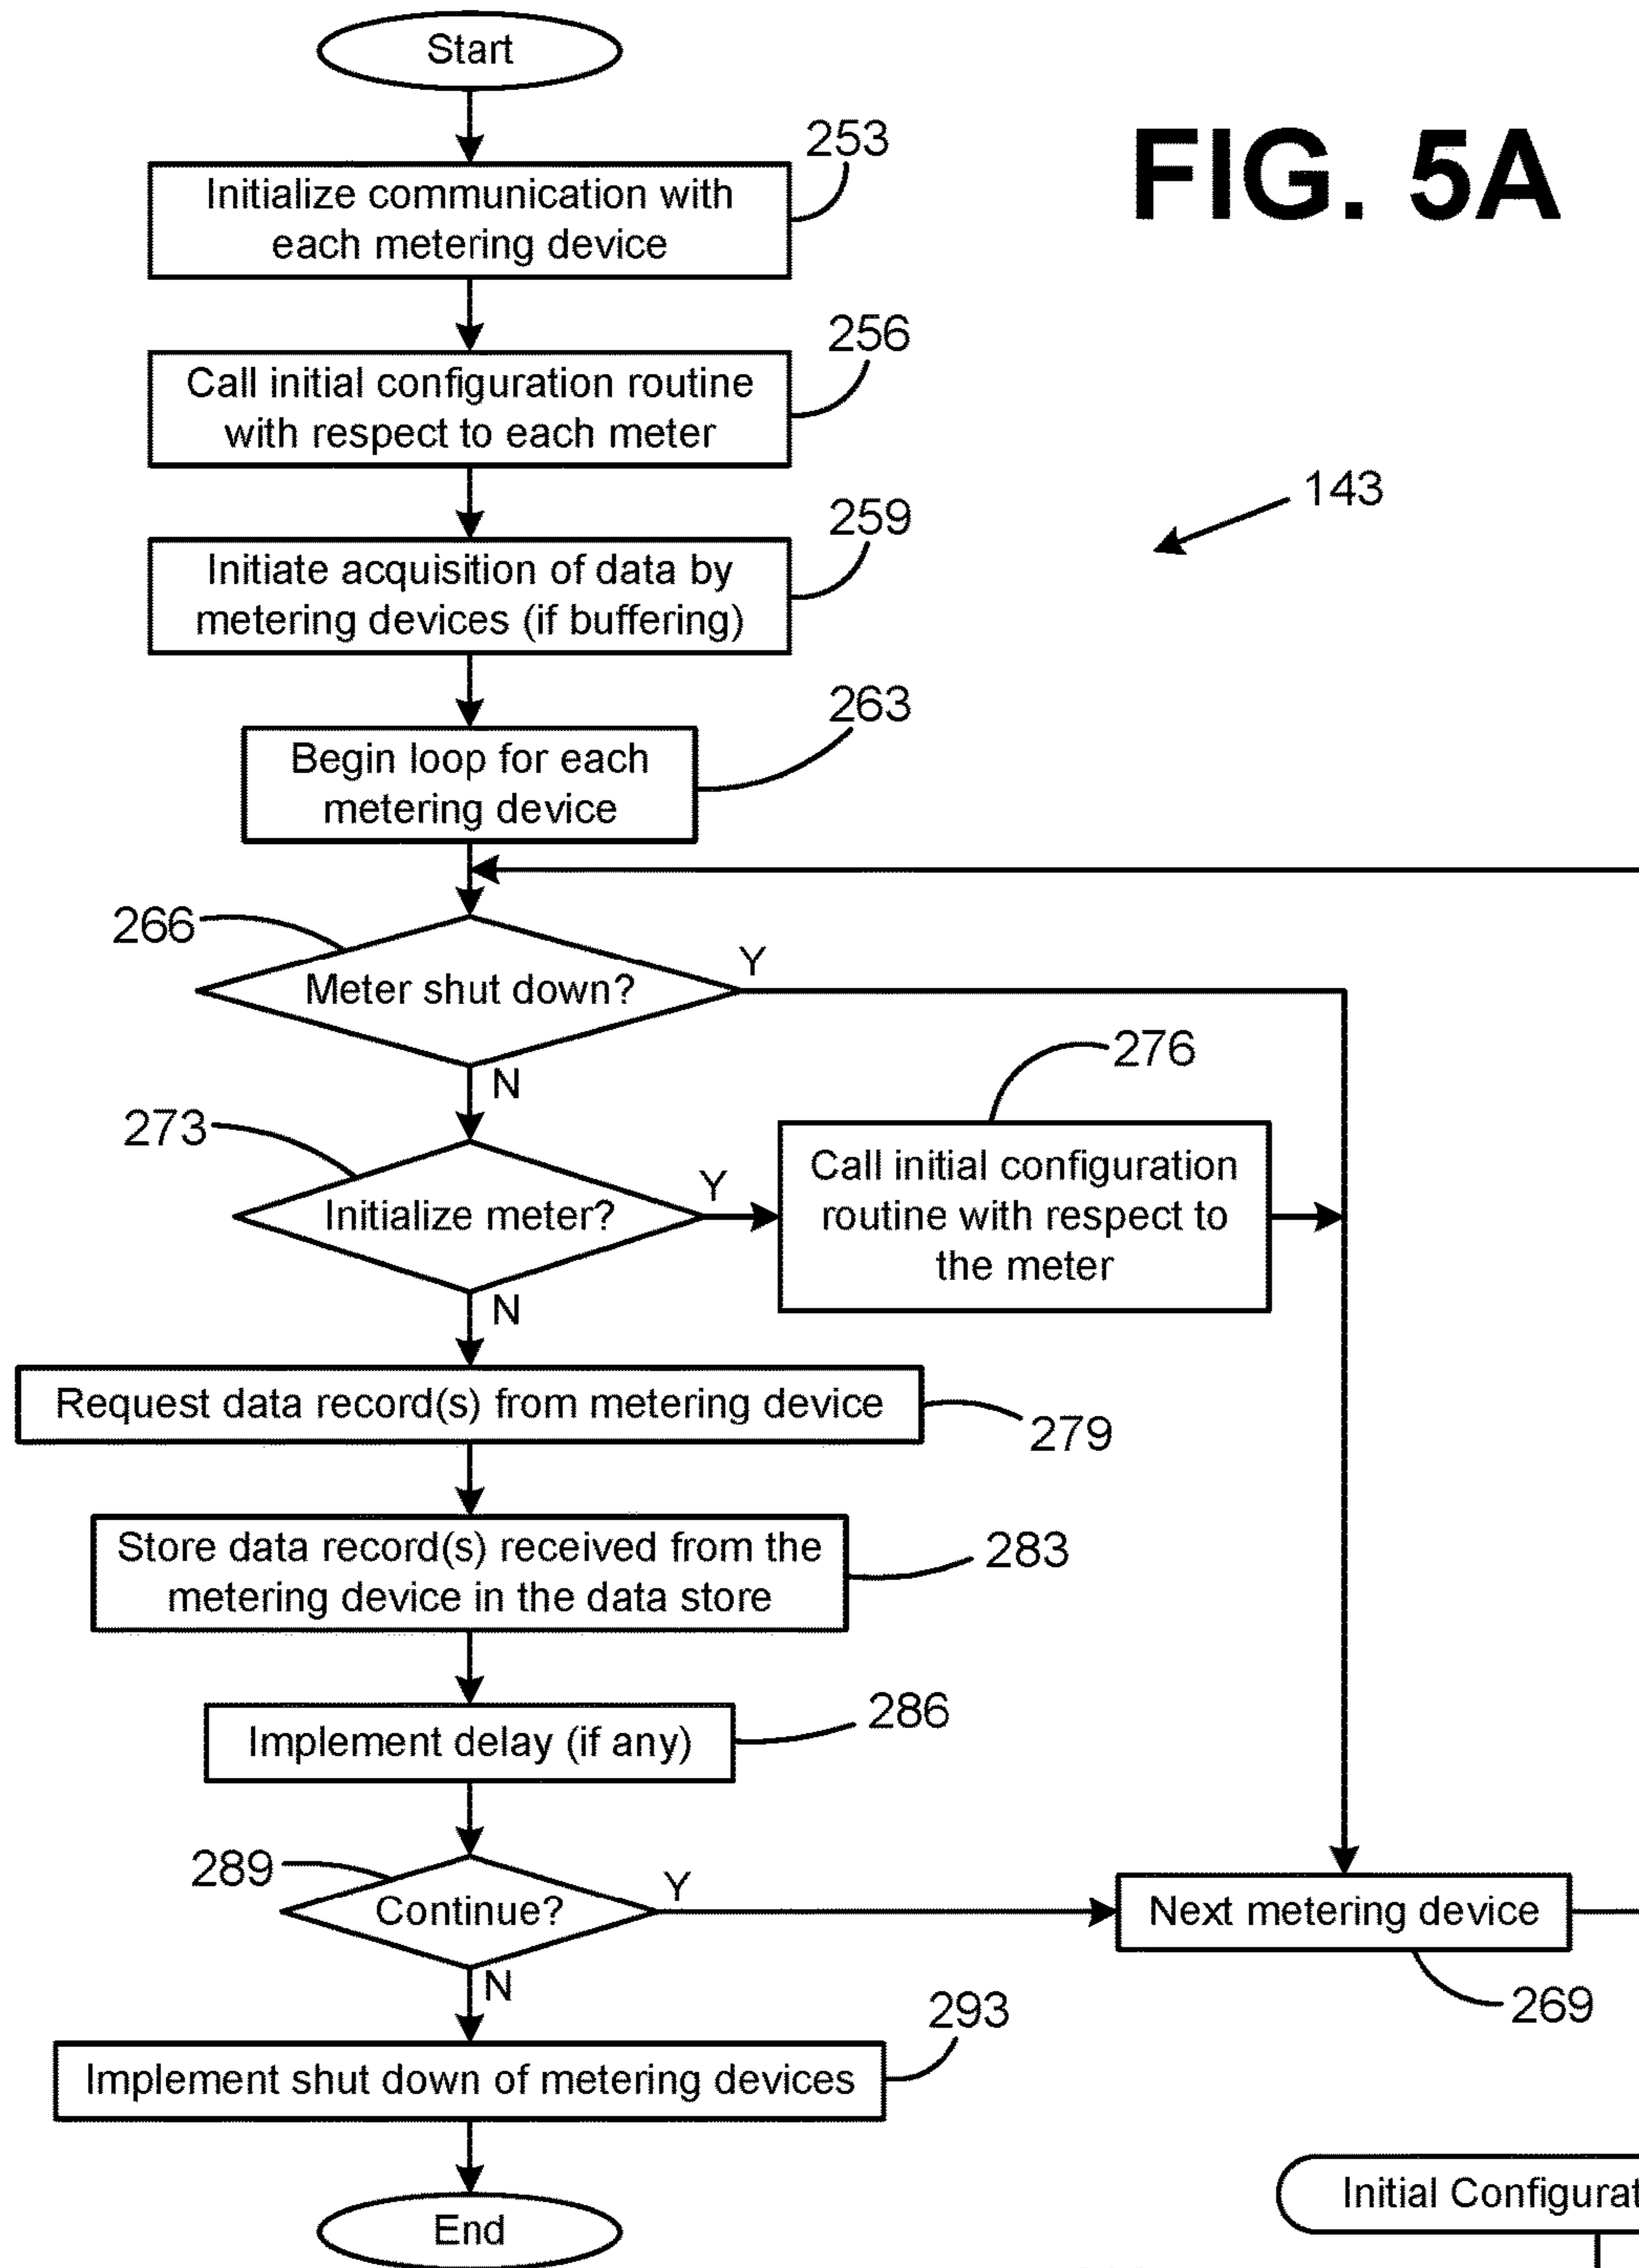 Start
FIG. 5A
253
Initialize communication with
each metering device
256
Call initial configuration routine
with respect to each meter
143
259
Initiate acquisition of data by
metering devices (if buffering)
263
Begin loop for each
metering device
266
Meter shut down?
Y
N
276
273
Initialize meter?
Y
Call initial configuration
routine with respect to
the meter
N
Request data record(s) from metering device
279
Store data record(s) received from the
metering device in the data store
283
286
Implement delay (if any)
289
Continue?
Y
Next metering device
N
269
293
Implement shut down of metering devices
Initial Configurat
End